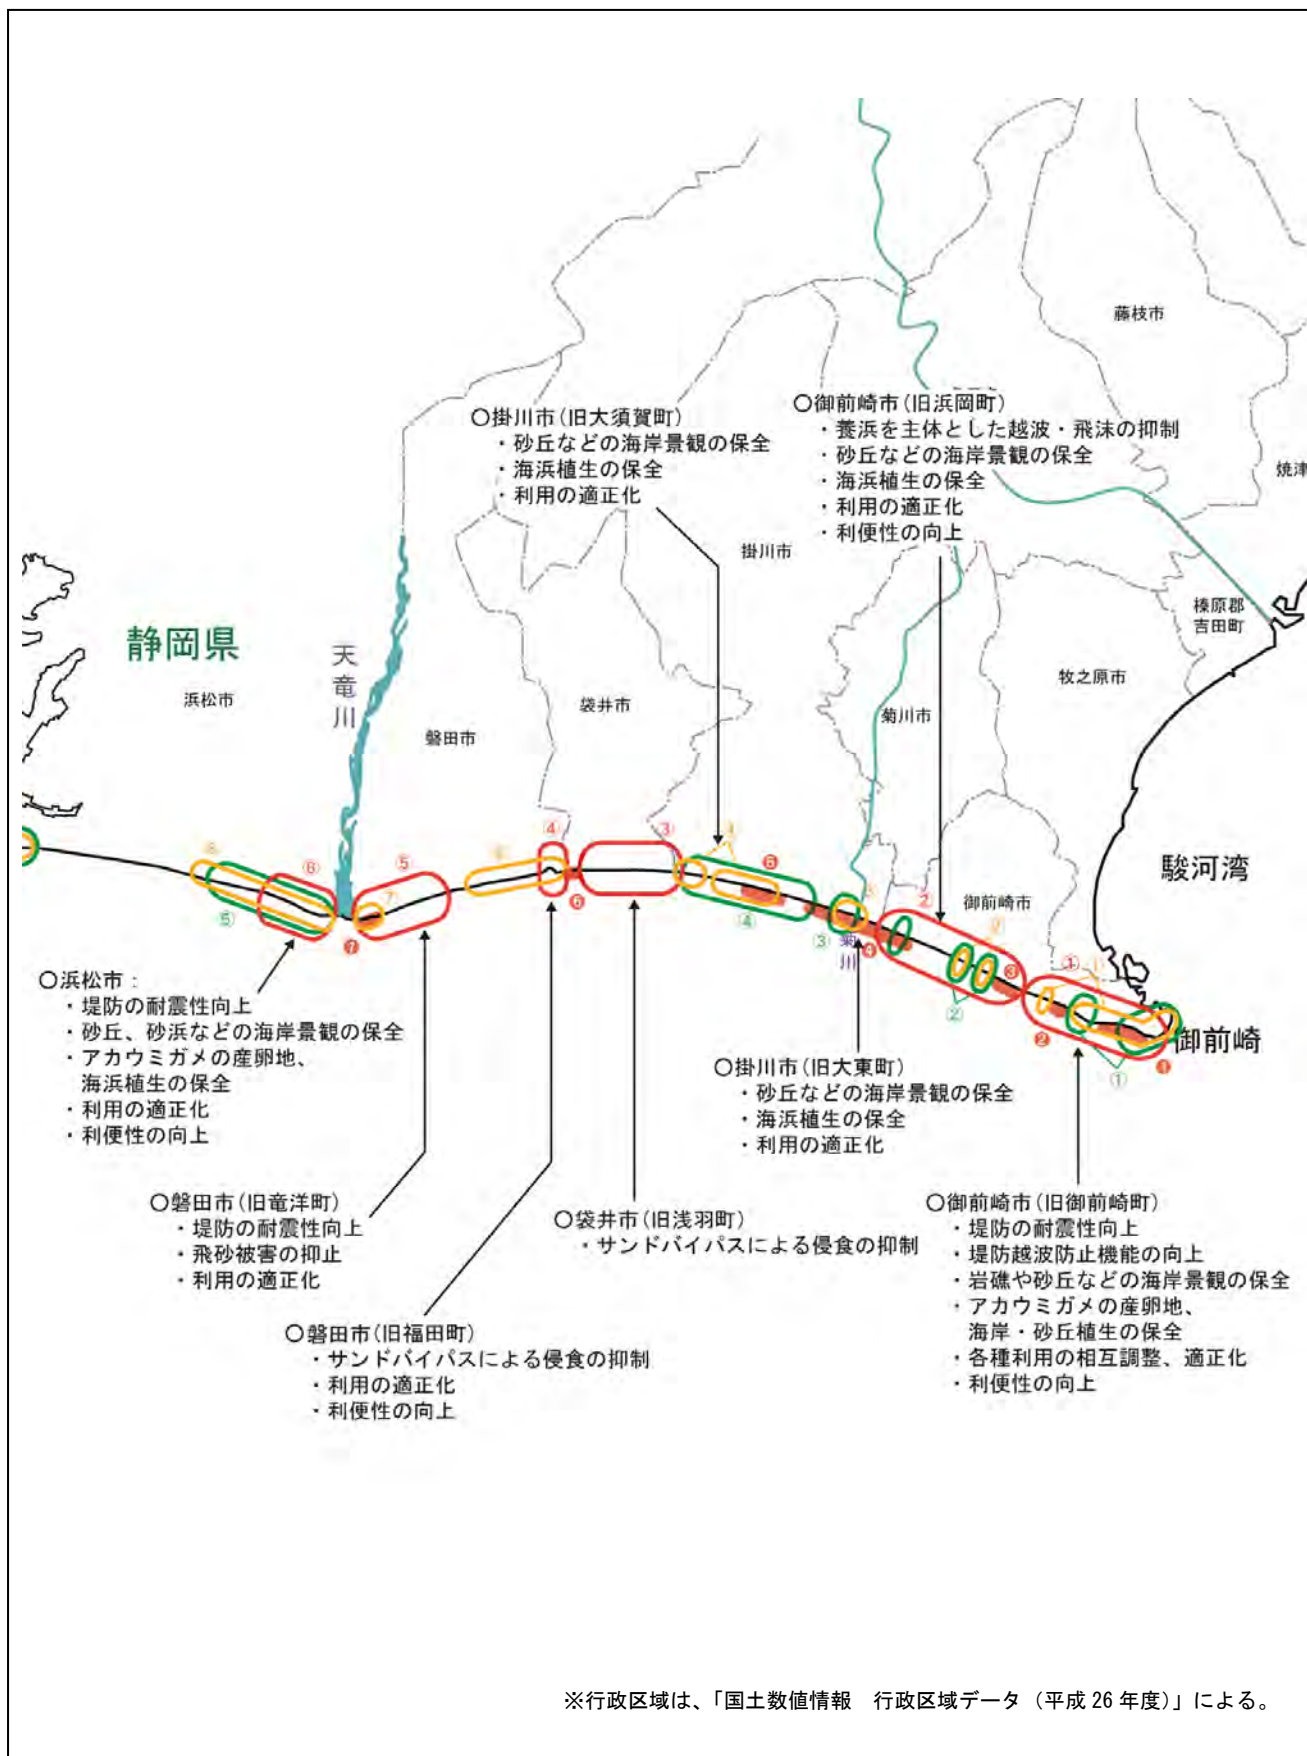 藤枝市
○掛川市(旧大須賀町)
・砂丘などの海岸景観の保全
・海浜植生の保全
・利用の適正化
○御前崎市(旧浜岡町)
・養浜を主体とした越波・飛沫の抑制
・砂丘などの海岸景観の保全
・海浜植生の保全
・利用の適正化
・利便性の向上
焼津
掛川市
榛原郡
吉田町
静岡県
天竜川
浜松市
磐田市
袋井市
菊川市
牧之原市
駿河湾
御前崎市
④
③
⑥
⑤
⑦
②
①
❻
❼
⑤
④
③
菊川
❹
❸
②
❷
①
❶
御前崎
○浜松市：
・堤防の耐震性向上
・砂丘、砂浜などの海岸景観の保全
・アカウミガメの産卵地、
海浜植生の保全
・利用の適正化
・利便性の向上
○掛川市(旧大東町)
・砂丘などの海岸景観の保全
・海浜植生の保全
・利用の適正化
○磐田市(旧竜洋町)
・堤防の耐震性向上
・飛砂被害の抑止
・利用の適正化
○袋井市(旧浅羽町)
・サンドバイパスによる侵食の抑制
○御前崎市(旧御前崎町)
・堤防の耐震性向上
・堤防越波防止機能の向上
・岩礁や砂丘などの海岸景観の保全
・アカウミガメの産卵地、
海岸・砂丘植生の保全
・各種利用の相互調整、適正化
・利便性の向上
○磐田市(旧福田町)
・サンドバイパスによる侵食の抑制
・利用の適正化
・利便性の向上
※行政区域は、「国土数値情報　行政区域データ（平成 26 年度）」による。